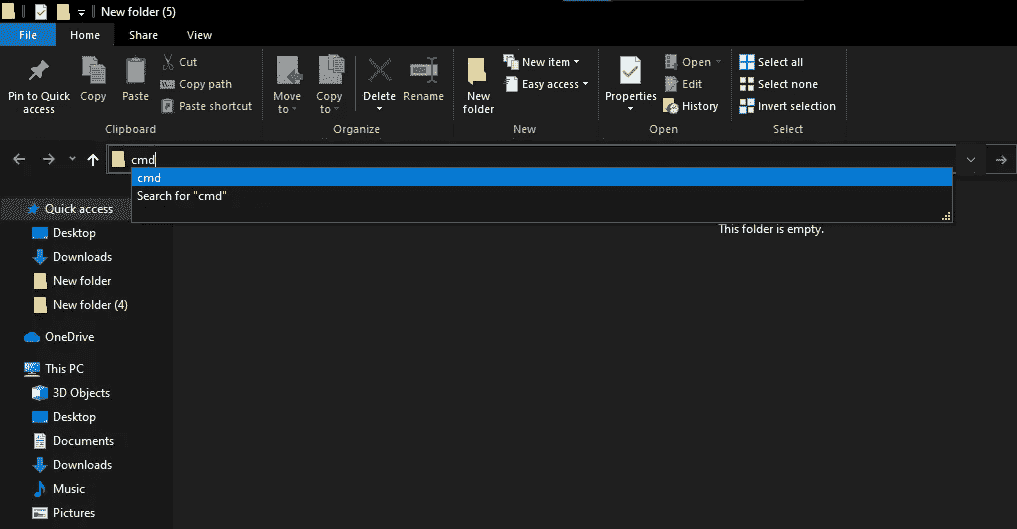 New folder (5)
File Home Share View
Pin to Quick access
Copy
Paste
Cut
Copy path
Paste shortcut
Clipboard
Move to
Copy to
Delete
Rename
Organize
New folder
New item
Easy access
New
Properties
Open
Edit
History
Open
Select all
Select none
Invert selection
Select
cmd
cmd
Search for "cmd"
This folder is empty.
Quick access
Desktop
Downloads
New folder
New folder (4)
OneDrive
This PC
3D Objects
Desktop
Documents
Downloads
Music
Pictures